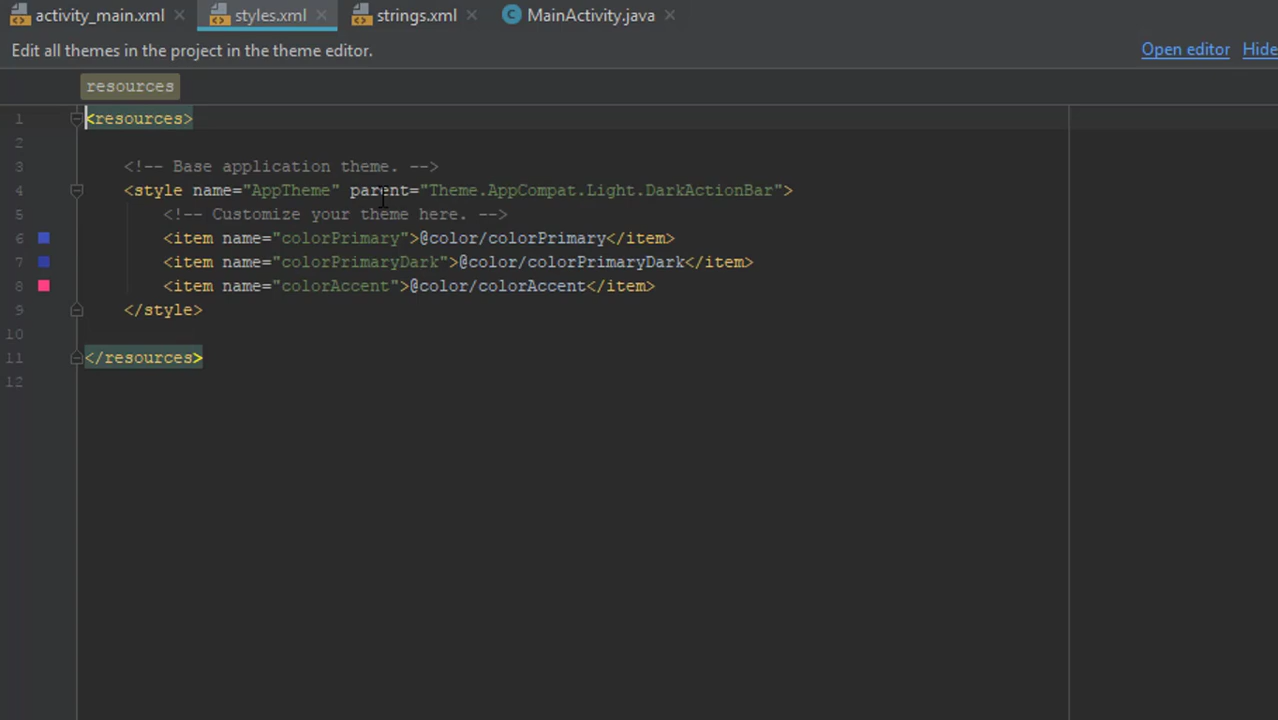 activity_main.xml styles.xml strings.xml MainActivity.java
Edit all themes in the project in the theme editor. Open editor Hide
resources
1 <resources>
2
3 <!-- Base application theme. -->
4 <style name="AppTheme" parent="Theme.AppCompat.Light.DarkActionBar">
5 <!-- Customize your theme here. -->
6 <item name="colorPrimary">@color/colorPrimary</item>
7 <item name="colorPrimaryDark">@color/colorPrimaryDark</item>
8 <item name="colorAccent">@color/colorAccent</item>
9 </style>
10
11 </resources>
12